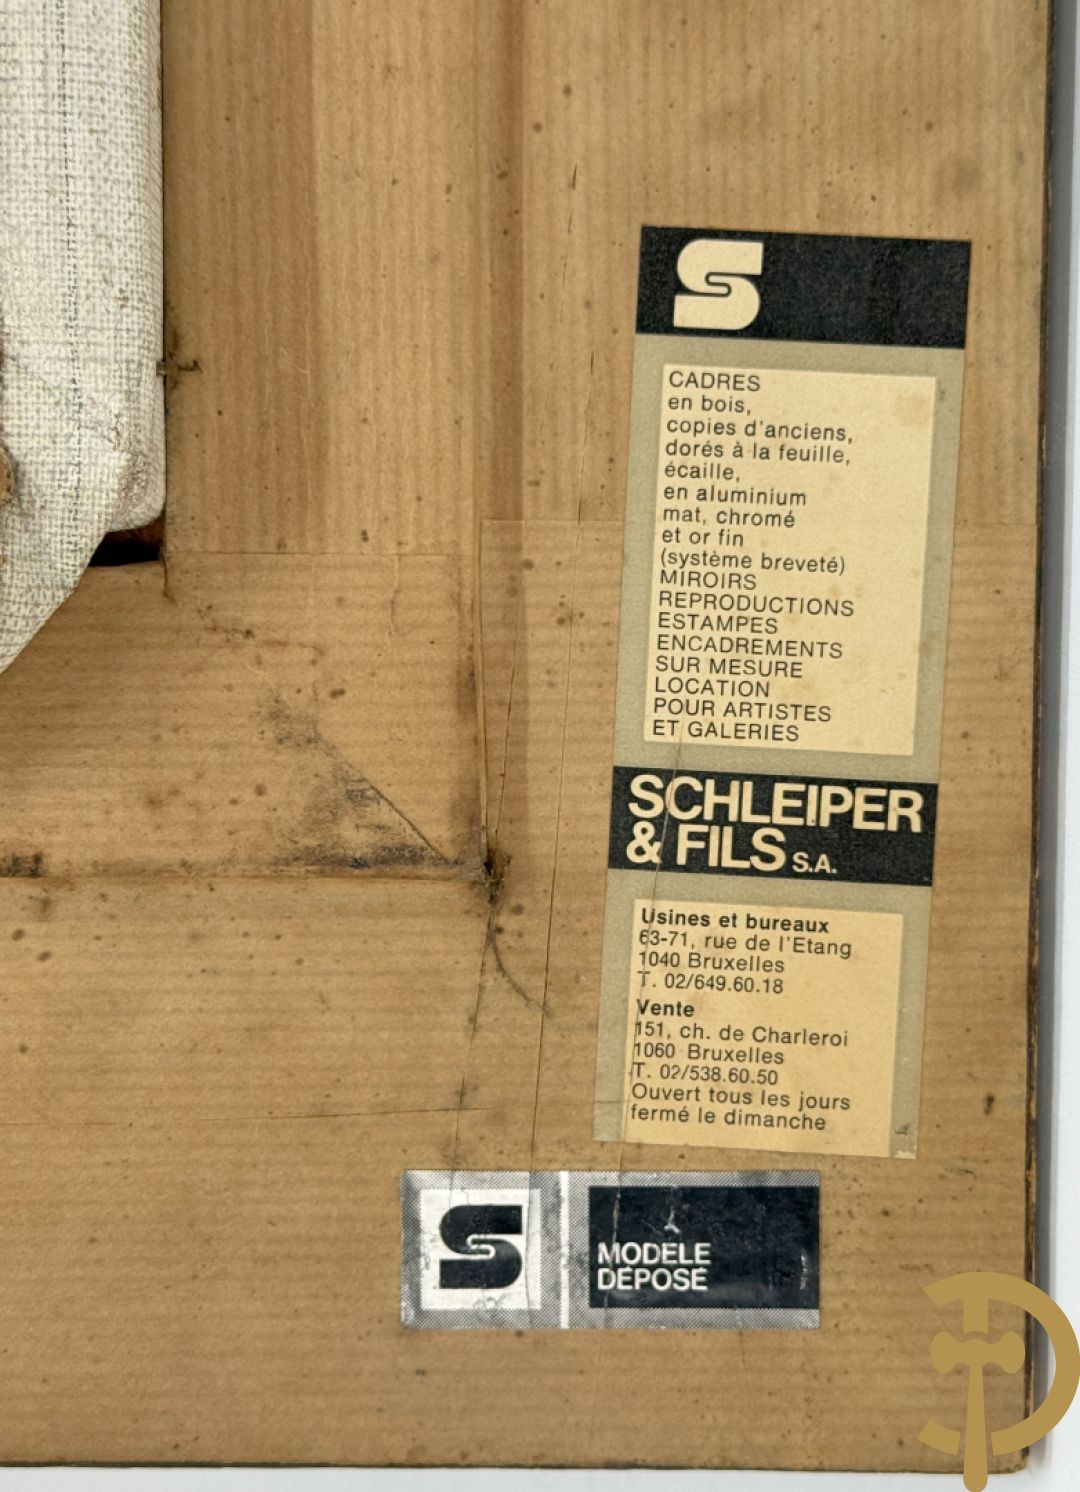 S
CADRES
en bois,
copies d'anciens,
dorés à la feuille,
écaille,
en aluminium
mat, chromé
et or fin
(système breveté)
MIROIRS
REPRODUCTIONS
ESTAMPES
ENCADREMENTS
SUR MESURE
LOCATION
POUR ARTISTES
ET GALERIES
SCHLEIPER
& FILS S.A.
Usines et bureaux
63-71, rue de l'Etang
1040 Bruxelles
T. 02/649.60.18
Vente
151, ch. de Charleroi
1060 Bruxelles
T. 02/538.60.50
Ouvert tous les jours
fermé le dimanche
S
MODÈLE
DÉPOSÉ